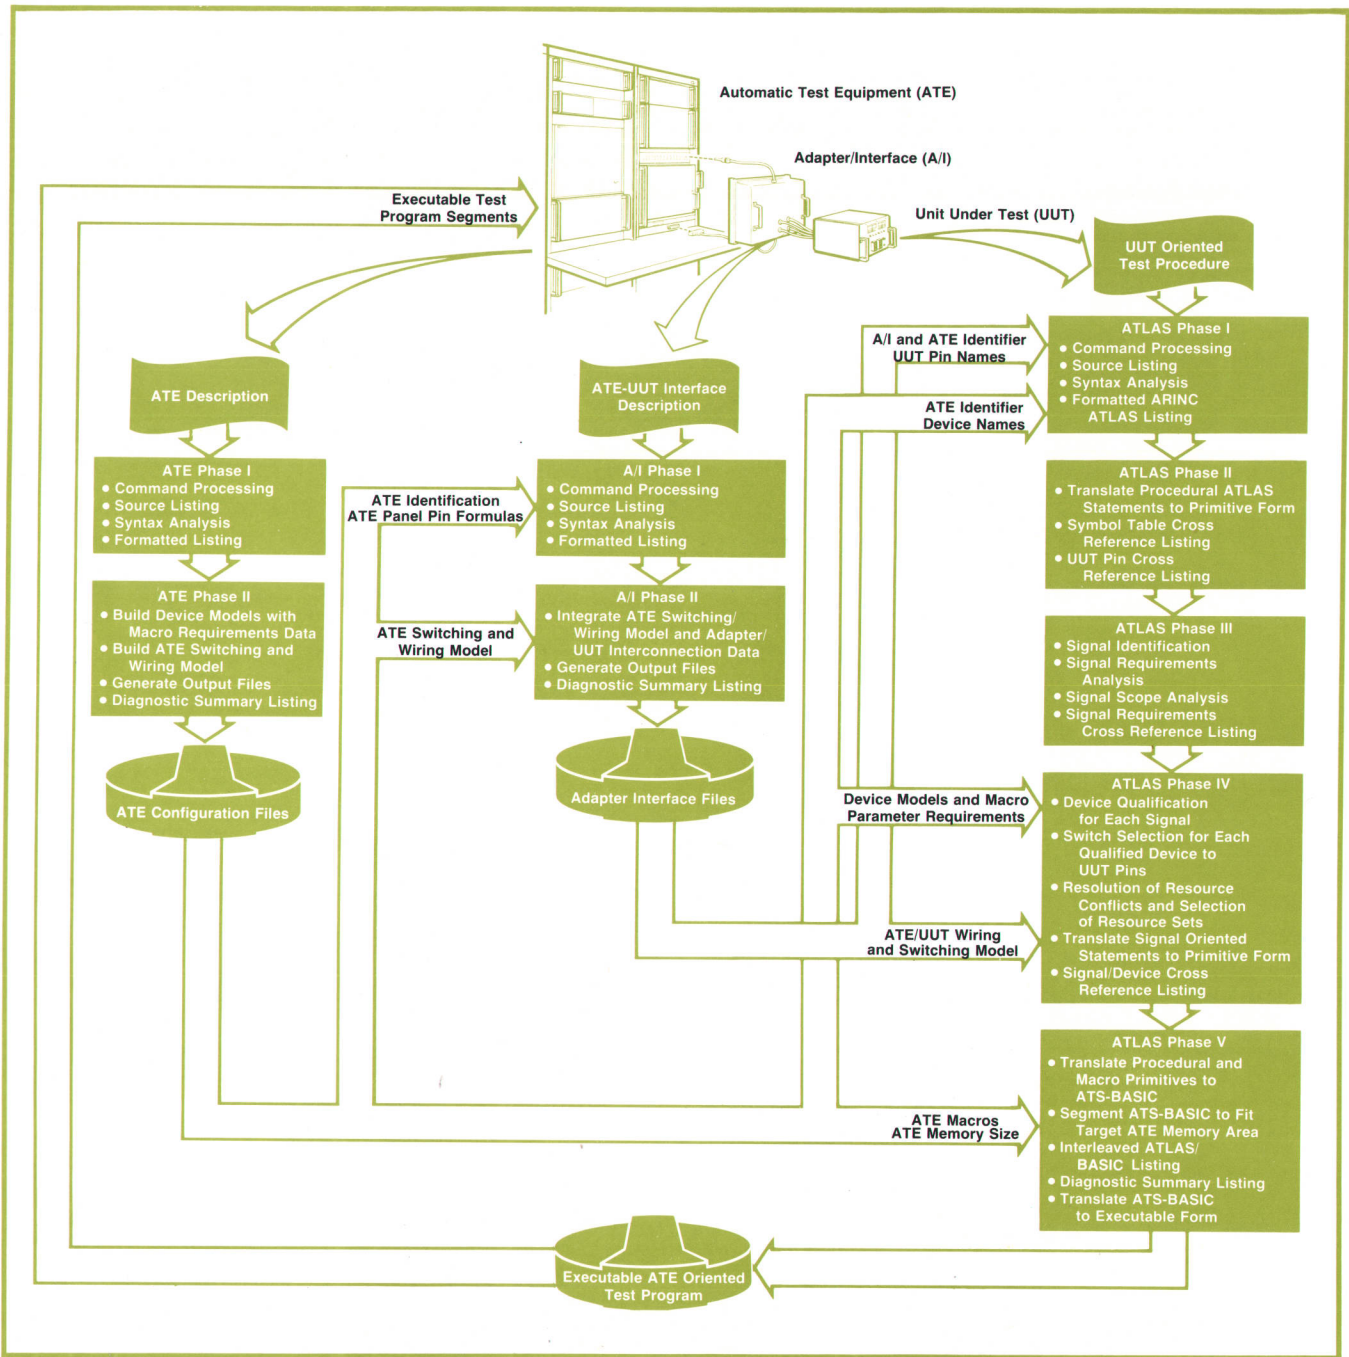 Automatic Test Equipment (ATE)
Adapter/Interface (A/I)
Unit Under Test (UUT)
Executable Test
Program Segments
UUT Oriented
Test Procedure
ATE Description
ATE Phase I
• Command Processing
• Source Listing
• Syntax Analysis
• Formatted Listing
ATE Phase II
• Build Device Models with
Macro Requirements Data
• Build ATE Switching and
Wiring Model
• Generate Output Files
• Diagnostic Summary Listing
ATE Configuration Files
ATE Identification
ATE Panel Pin Formulas
ATE Switching and
Wiring Model
ATE-UUT Interface
Description
A/I Phase I
• Command Processing
• Source Listing
• Syntax Analysis
• Formatted Listing
A/I Phase II
• Integrate ATE Switching/
Wiring Model and Adapter/
UUT Interconnection Data
• Generate Output Files
• Diagnostic Summary Listing
Adapter Interface Files
A/I and ATE Identifier
UUT Pin Names
ATE Identifier
Device Names
Device Models and Macro
Parameter Requirements
ATE/UUT Wiring
and Switching Model
ATE Macros
ATE Memory Size
ATLAS Phase I
• Command Processing
• Source Listing
• Syntax Analysis
• Formatted ARINC
ATLAS Listing
ATLAS Phase II
• Translate Procedural ATLAS
Statements to Primitive Form
• Symbol Table Cross
Reference Listing
• UUT Pin Cross
Reference Listing
ATLAS Phase III
• Signal Identification
• Signal Requirements
Analysis
• Signal Scope Analysis
• Signal Requirements
Cross Reference Listing
ATLAS Phase IV
• Device Qualification
for Each Signal
• Switch Selection for Each
Qualified Device to
UUT Pins
• Resolution of Resource
Conflicts and Selection
of Resource Sets
• Translate Signal Oriented
Statements to Primitive Form
• Signal/Device Cross
Reference Listing
ATLAS Phase V
• Translate Procedural and
Macro Primitives to
ATS-BASIC
• Segment ATS-BASIC to Fit
Target ATE Memory Area
• Interleaved ATLAS/
BASIC Listing
• Diagnostic Summary Listing
• Translate ATS-BASIC
to Executable Form
Executable ATE Oriented
Test Program